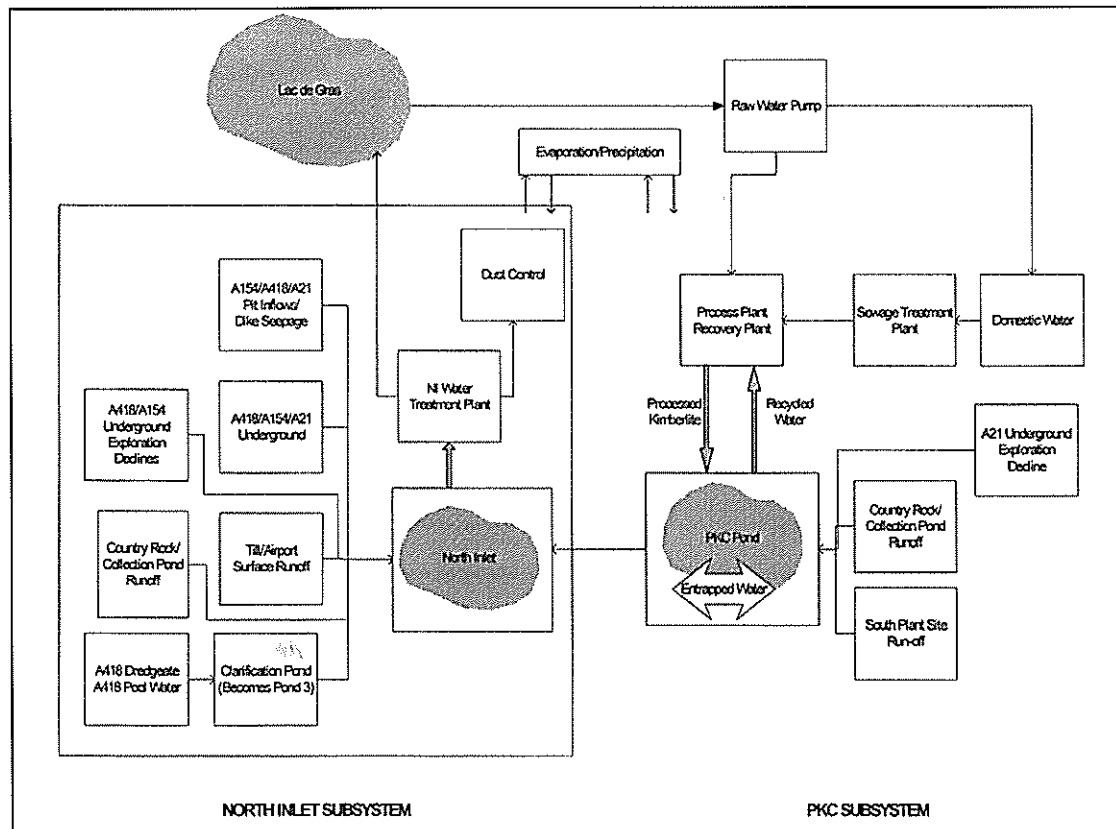 Lac de Gras
Raw Water Pump
Evaporation/Precipitation
Dust Control
A154/A418/A21
Pit Inflows/
Dike Seepage
Process Plant
Recovery Plant
Sewage Treatment
Plant
Domestic Water
NI Water
Treatment Plant
A418/A154
Underground
Exploration
Declines
A418/A154/A21
Underground
Processed
Kimberlite
Recycled
Water
A21 Underground
Exploration
Decline
Country Rock/
Collection Pond
Runoff
Till/Airport
Surface Runoff
North Inlet
PKC Pond
Entrapped Water
Country Rock/
Collection Pond
Runoff
A418 Dredgeate
A418 Pool Water
Clarification Pond
(Becomes Pond 3)
South Plant Site
Run-off
NORTH INLET SUBSYSTEM
PKC SUBSYSTEM